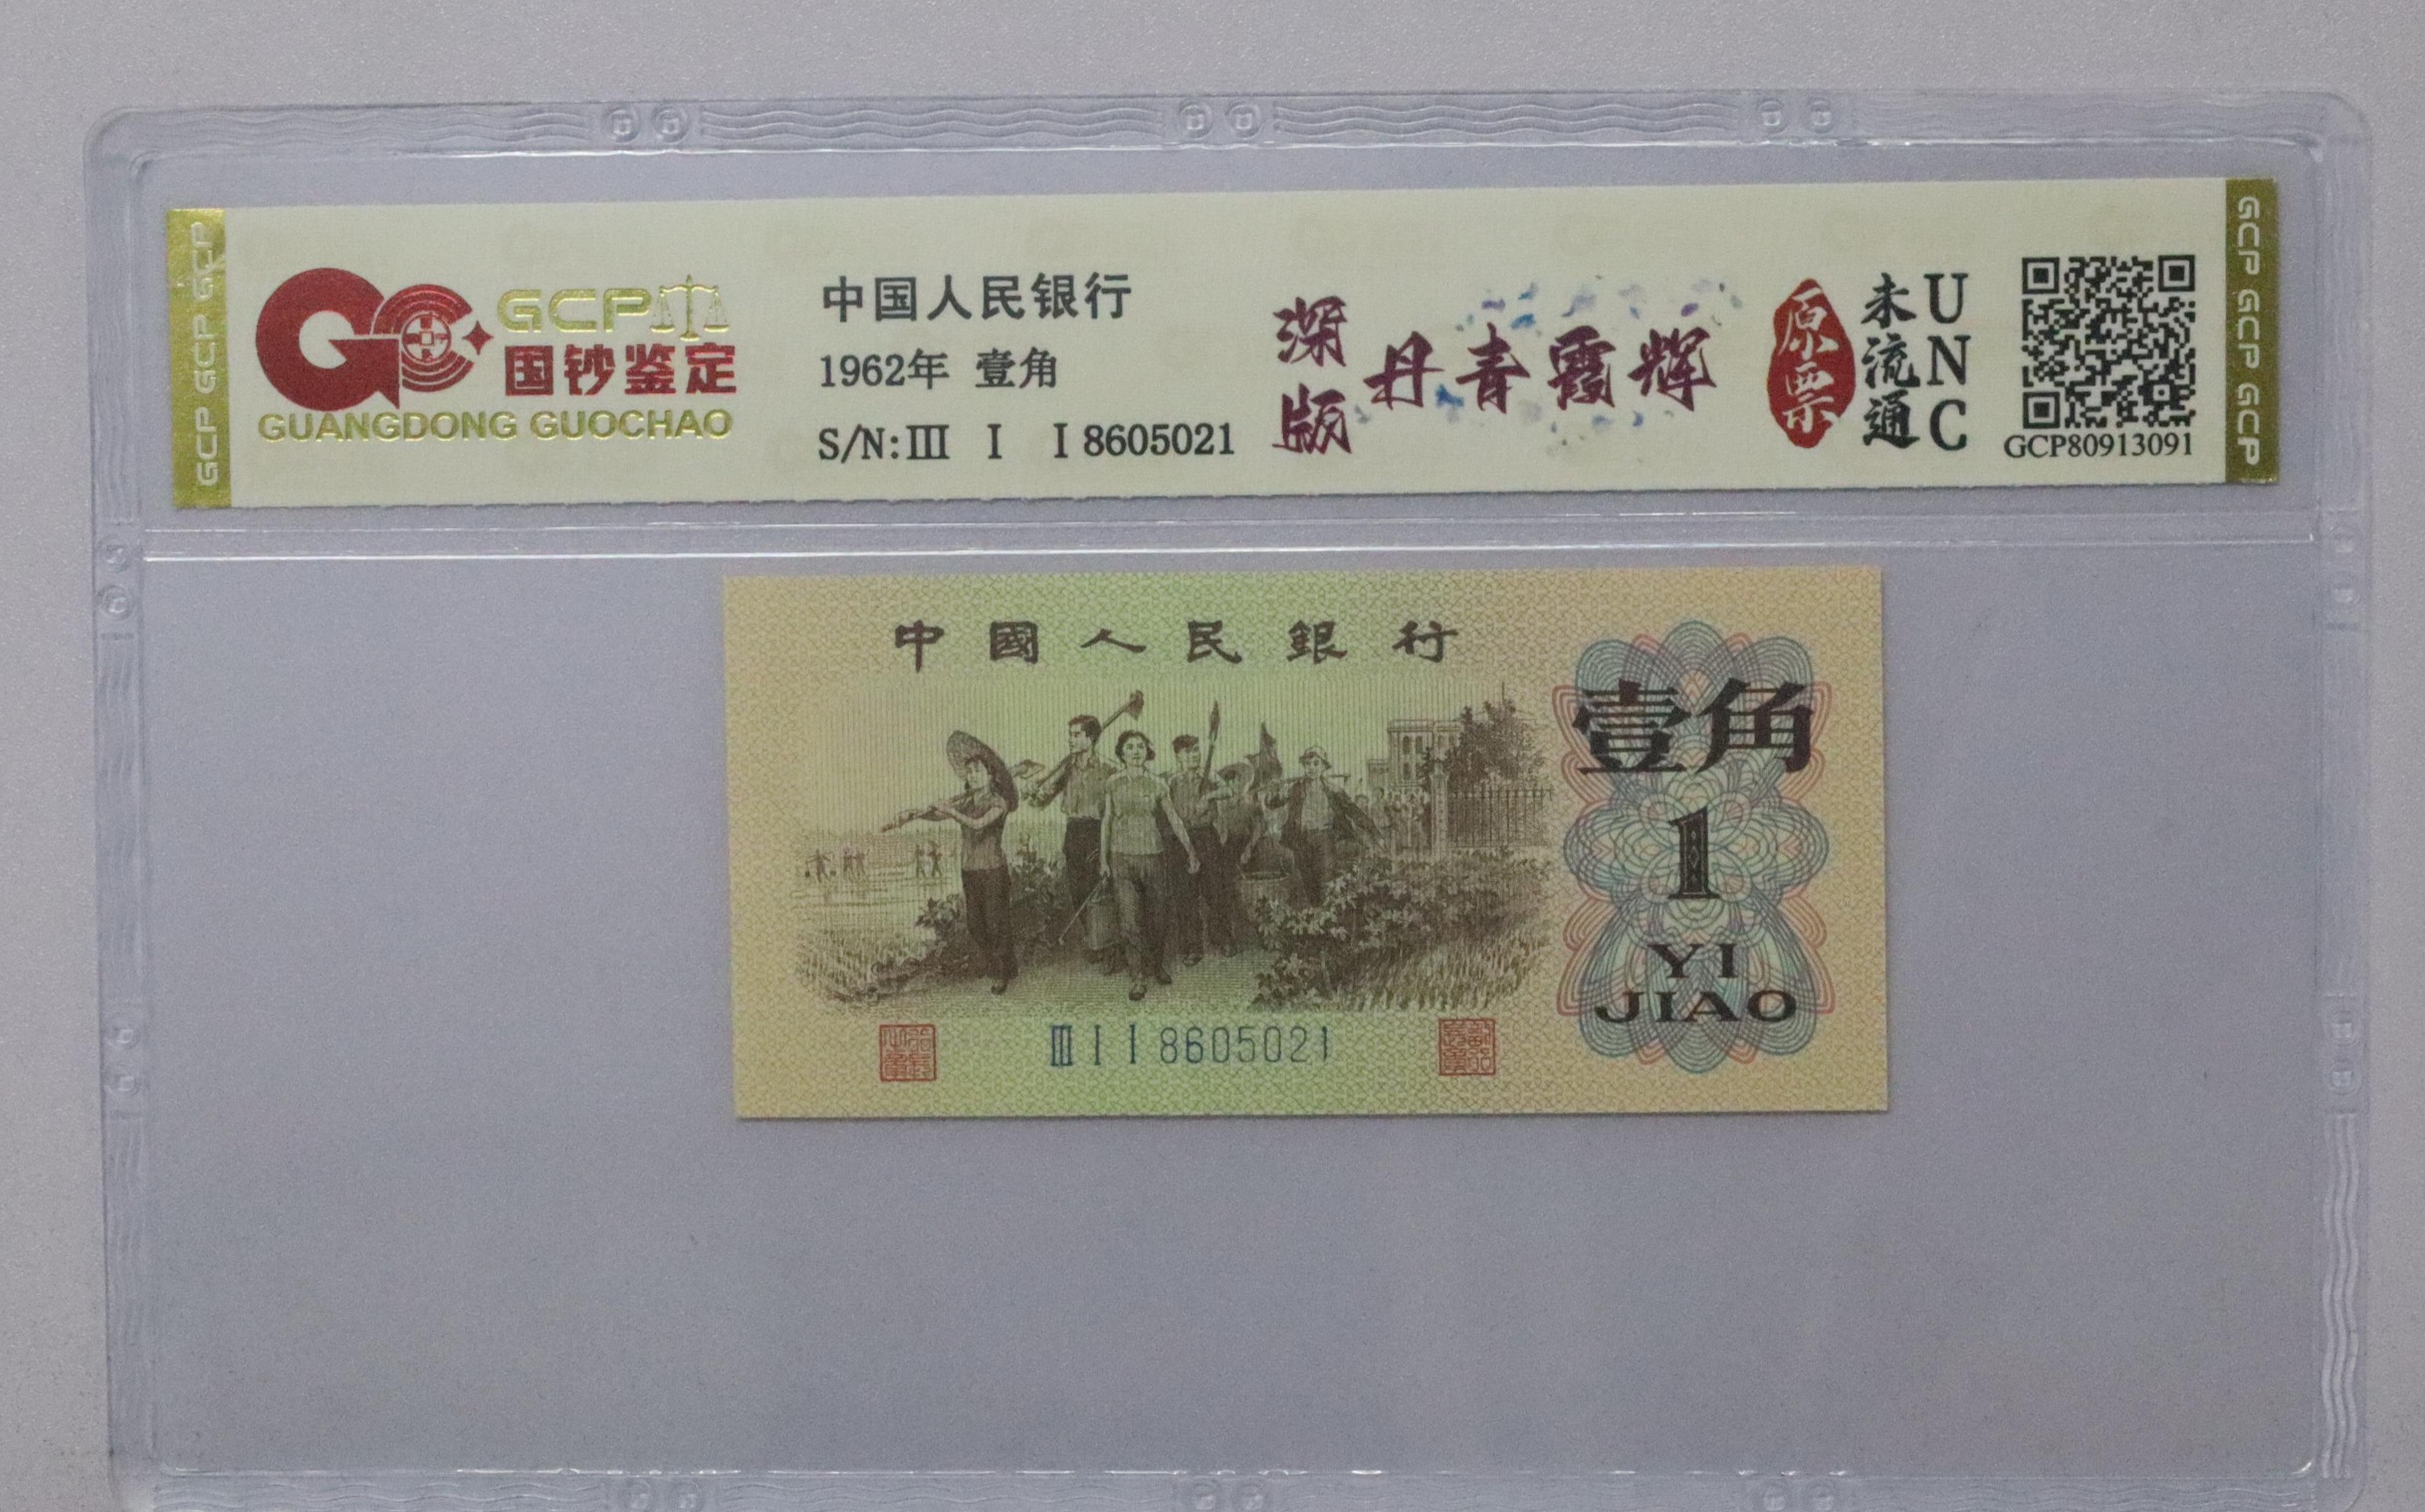 GCP GCP GCP
GCP
国钞鉴定
GUANGDONG GUOCHAO
中国人民银行
1962年 壹角
S/N:III I I 8605021
深版
丹青霞辉
原票
未流通
UNC
GCP80913091
GCP GCP GCP
中國人民銀行
壹角
1
YI
JIAO
III I I 8605021